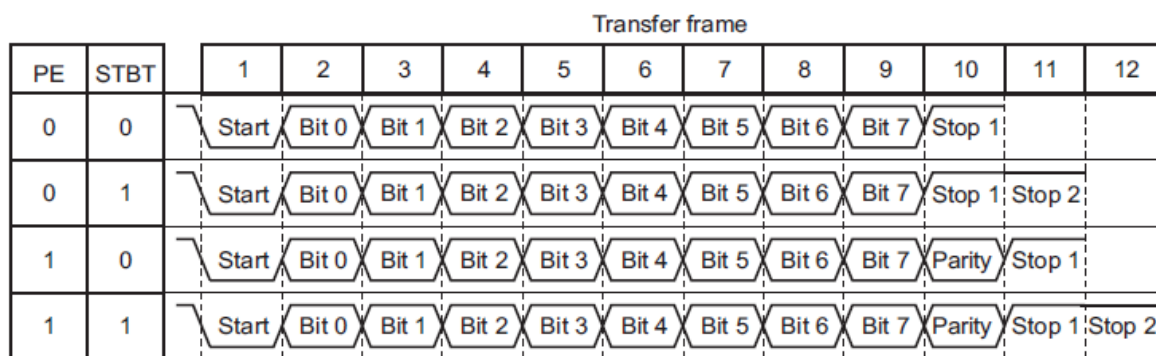 Transfer frame
PE STBT 1 2 3 4 5 6 7 8 9 10 11 12
0 0 Start Bit 0 Bit 1 Bit 2 Bit 3 Bit 4 Bit 5 Bit 6 Bit 7 Stop 1
0 1 Start Bit 0 Bit 1 Bit 2 Bit 3 Bit 4 Bit 5 Bit 6 Bit 7 Stop 1 Stop 2
1 0 Start Bit 0 Bit 1 Bit 2 Bit 3 Bit 4 Bit 5 Bit 6 Bit 7 Parity Stop 1
1 1 Start Bit 0 Bit 1 Bit 2 Bit 3 Bit 4 Bit 5 Bit 6 Bit 7 Parity Stop 1 Stop 2